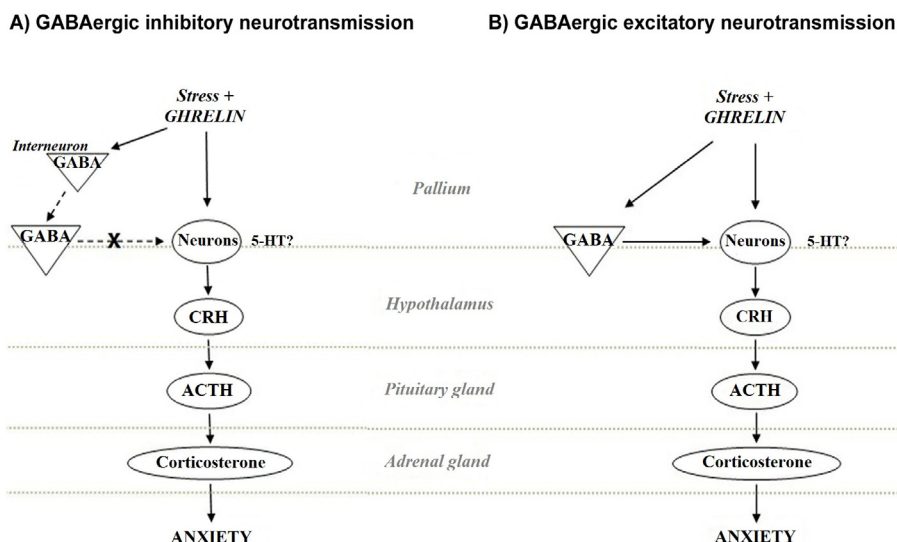 A) GABAergic inhibitory neurotransmission
Stress +
GHRELIN
Interneuron
GABA
GABA
X
Neurons
5-HT?
CRH
ACTH
Corticosterone
ANXIETY
Pallium
Hypothalamus
Pituitary gland
Adrenal gland
B) GABAergic excitatory neurotransmission
Stress +
GHRELIN
GABA
Neurons
5-HT?
CRH
ACTH
Corticosterone
ANXIETY